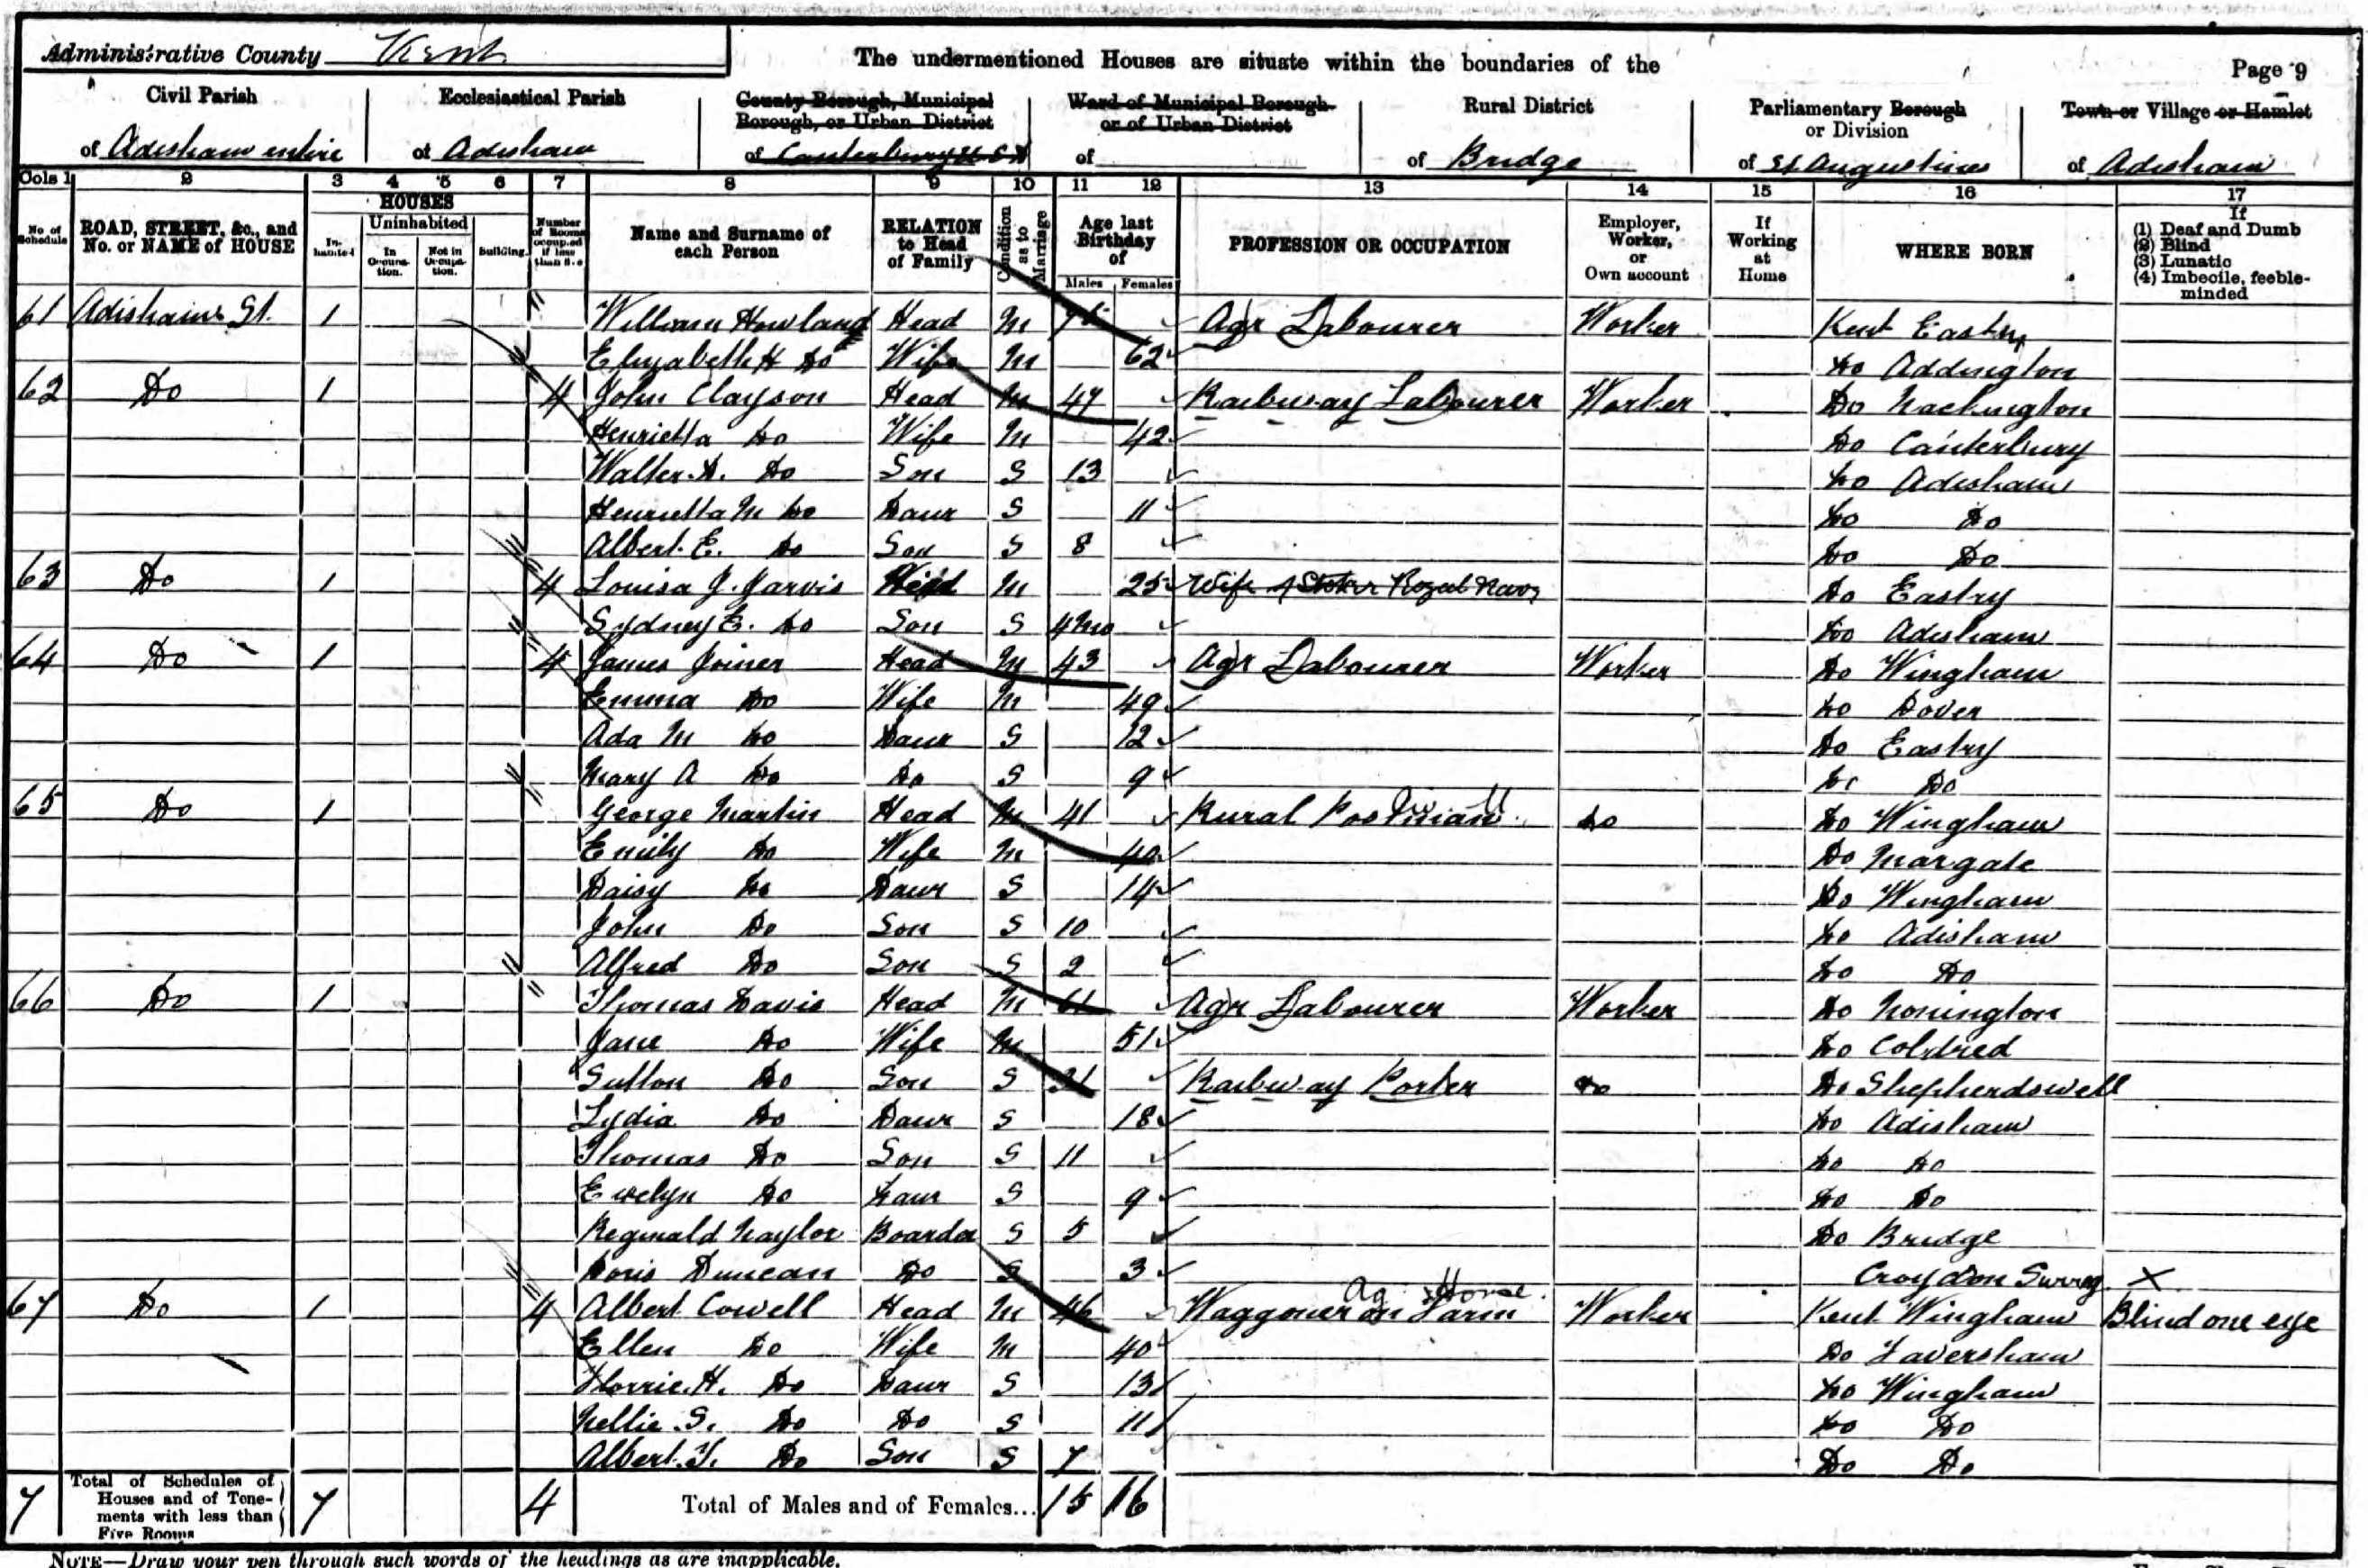 Administrative County Kent
The undermentioned Houses are situate within the boundaries of the
Page 9
Civil Parish of Adisham entire
Ecclesiastical Parish of Adisham
County Borough, Municipal Borough, or Urban District of Canterbury
Ward of Municipal Borough or of Urban District of
Rural District of Bridge
Parliamentary Borough or Division of St Augustines
Town or Village or Hamlet of Adisham
Cols 1 2 3 4 5 6 7 8 9 10 11 12 13 14 15 16 17
No of Schedule
ROAD, STREET, &c., and No. or NAME of HOUSE
HOUSES
Inhabited
Uninhabited
In Occupation.
Not in Occupation.
Building.
Number of Rooms occupied if less than five
Name and Surname of each Person
RELATION to Head of Family
Condition as to Marriage
Age last Birthday of
Males Females
PROFESSION OR OCCUPATION
Employer, Worker, or Own account
If Working at Home
WHERE BORN
If
(1) Deaf and Dumb
(2) Blind
(3) Lunatic
(4) Imbecile, feeble-minded
61 Adisham St. 1 William Howland Head M Agr Labourer Worker Kent Eastry
Elizabeth H Do Wife M 62 Do Addington
62 Do 1 4 John Clayson Head M 47 Railway Labourer Worker Do Nackington
Henrietta Do Wife M 42 Do Canterbury
Walter. Do Son S 13 Do Adisham
Henrietta M Do Daur S 11 Do Do
Albert E. Do Son S 8 Do Do
63 Do 1 4 Louisa J. Jarvis Head M 25 Wife of Stoker Royal Navy Do Eastry
Sydney E. Do Son S 4mo Do Adisham
64 Do 1 4 James Joiner Head M 43 Agr Labourer Worker Do Wingham
Emma Do Wife M 49 Do Dover
Ada M Do Daur S 12 Do Eastry
Mary A Do Do S 9 Do Do
65 Do 1 George Martin Head M 41 Rural Postman Do Do Wingham
Emily Do Wife M 40 Do Margate
Daisy Do Daur S 14 Do Wingham
John Do Son S 10 Do Adisham
Alfred Do Son S 2 Do Do
66 Do 1 Thomas Davis Head M 61 Agr Labourer Worker Do Nonington
Jane Do Wife M 51 Do Coldred
Sutton Do Son S 21 Railway Porter Do Do Shepherdswell
Lydia Do Daur S 18 Do Adisham
Thomas Do Son S 11 Do Do
Evelyn Do Daur S 9 Do Do
Reginald Naylor Boarder S 5 Do Bridge
Doris Duncan Do S 3 Croydon Surrey X
67 Do 1 4 Albert Cowell Head M 46 Waggoner on Farm Ag Horse. Worker Kent Wingham Blind one eye
Ellen Do Wife M 40 Do Faversham
Florrie. H. Do Daur S 13 Do Wingham
Nellie S. Do Do S 11 Do Do
Albert. T. Do Son S 7 Do Do
7 Total of Schedules of Houses and of Tenements with less than Five Rooms 7 4 Total of Males and of Females... 15 16
NOTE—Draw your pen through such words of the headings as are inapplicable.